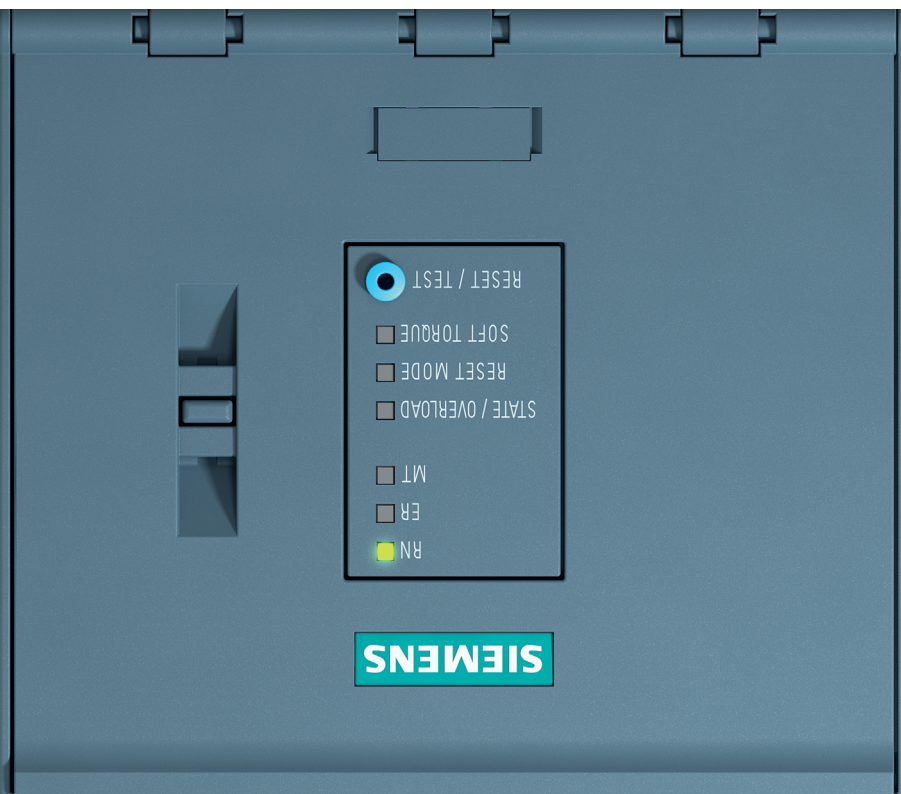 SIEMENS
RN
ER
MT
STATE / OVERLOAD
RESET MODE
SOFT TORQUE
RESET / TEST